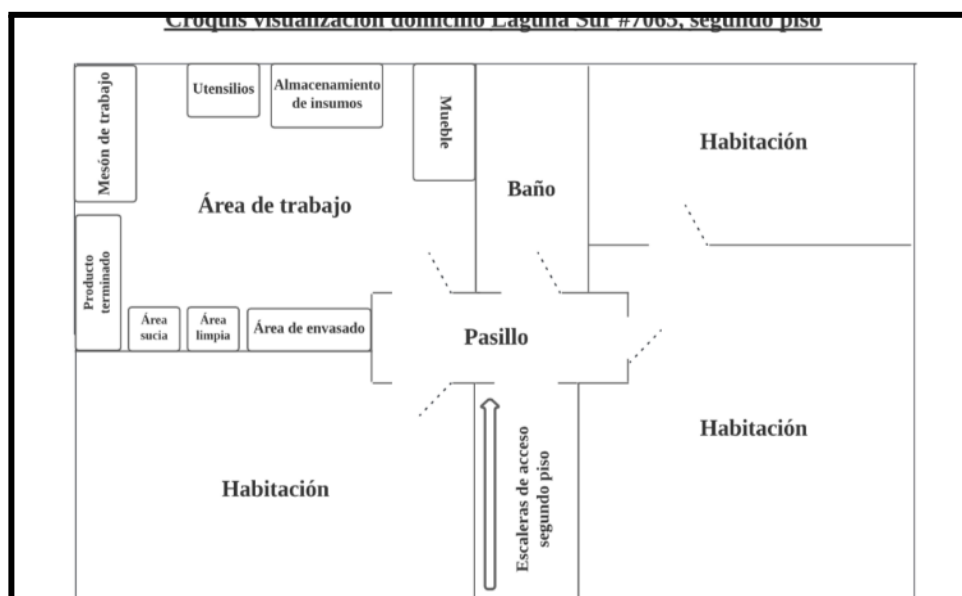 Croquis visualización domicilio Laguna Sur #7065, segundo piso
Utensilios
Almacenamiento
de insumos
Mesón de trabajo
Mueble
Habitación
Baño
Área de trabajo
Producto
terminado
Área
sucia
Área
limpia
Área de envasado
Pasillo
Habitación
Habitación
Escaleras de acceso
segundo piso